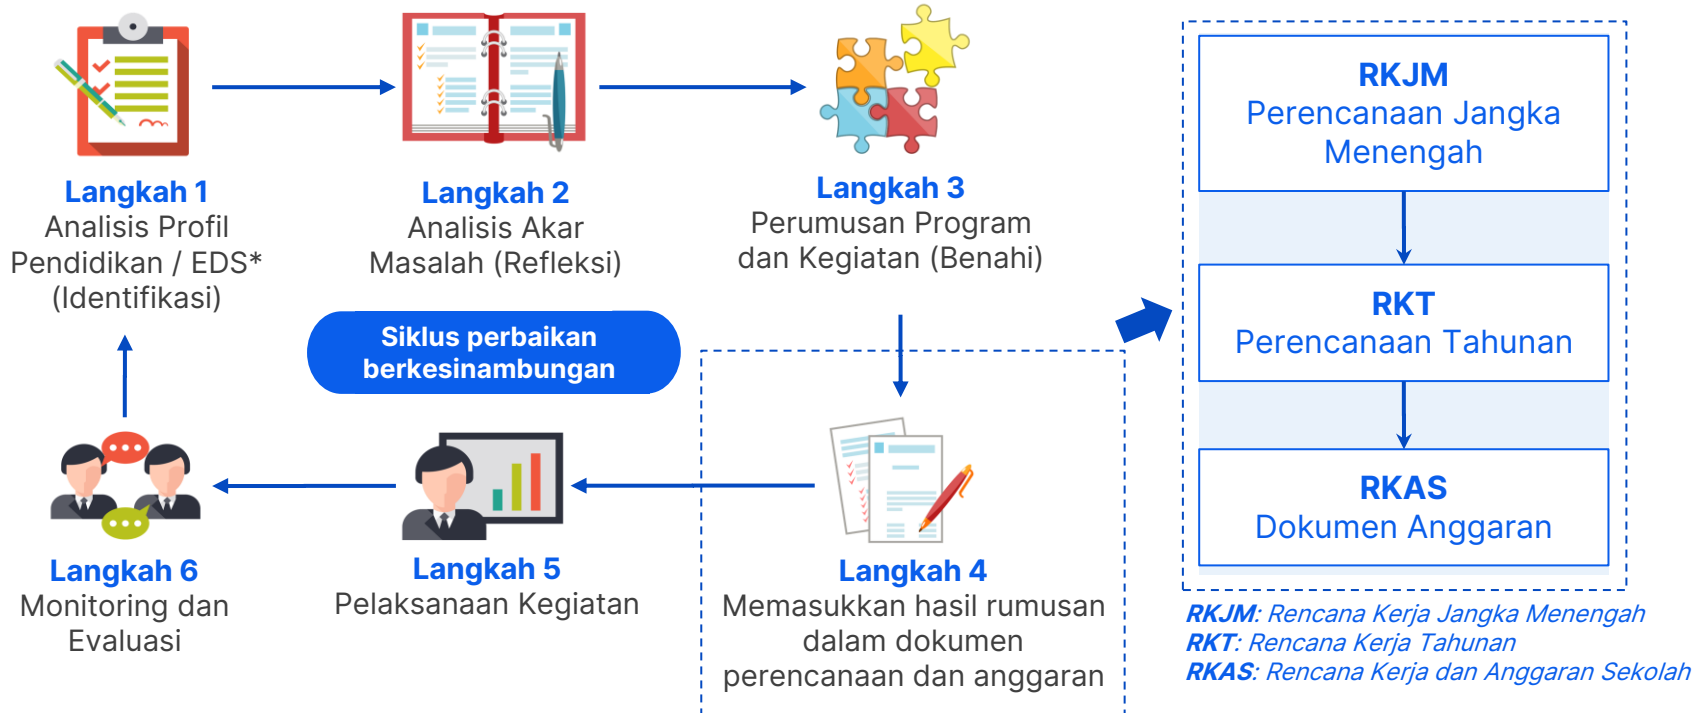 Langkah 1
Analisis Profil
Pendidikan / EDS*
(Identifikasi)
Langkah 2
Analisis Akar
Masalah (Refleksi)
Langkah 3
Perumusan Program
dan Kegiatan (Benahi)
Siklus perbaikan
berkesinambungan
Langkah 6
Monitoring dan
Evaluasi
Langkah 5
Pelaksanaan Kegiatan
Langkah 4
Memasukkan hasil rumusan
dalam dokumen
perencanaan dan anggaran
RKJM
Perencanaan Jangka
Menengah
RKT
Perencanaan Tahunan
RKAS
Dokumen Anggaran
RKJM: Rencana Kerja Jangka Menengah
RKT: Rencana Kerja Tahunan
RKAS: Rencana Kerja dan Anggaran Sekolah